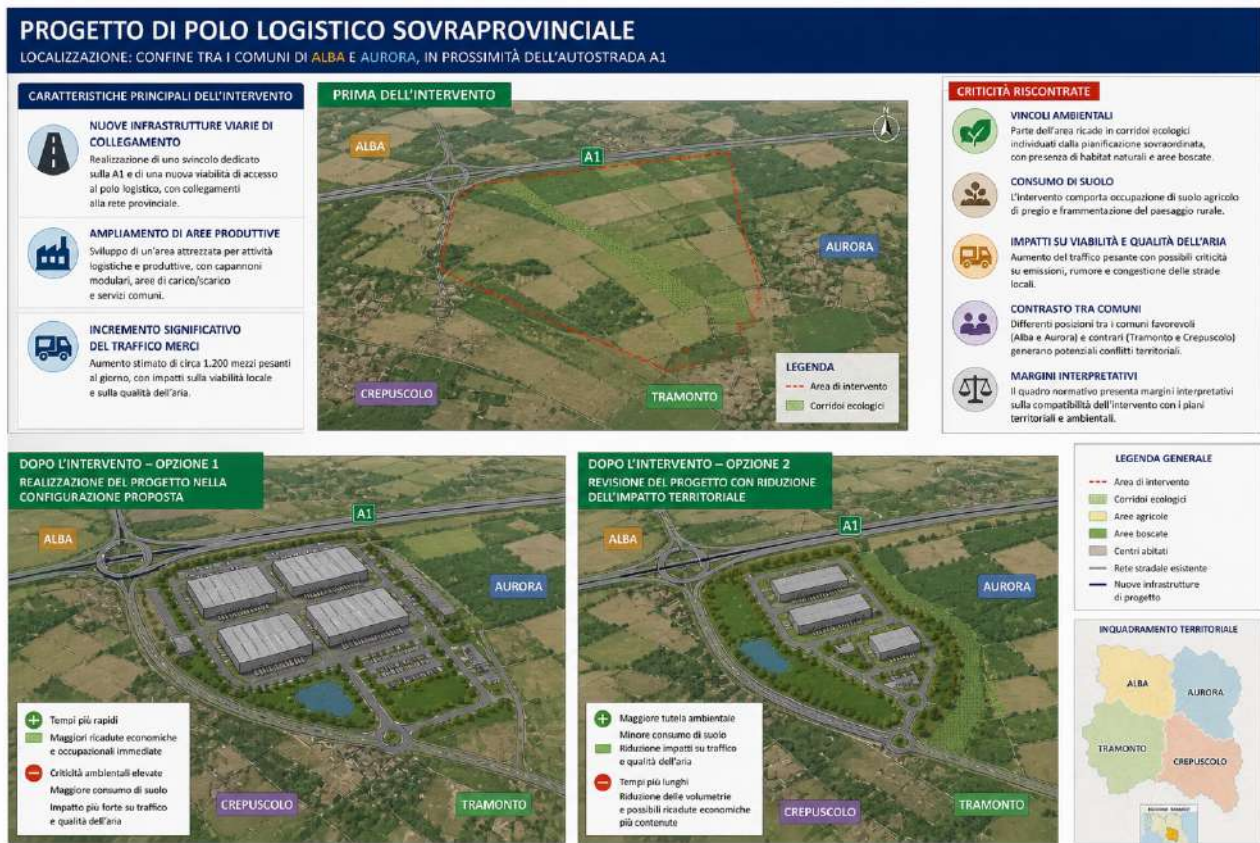 PROGETTO DI POLO LOGISTICO SOVRAPROVINCIALE
LOCALIZZAZIONE: CONFINE TRA I COMUNI DI ALBA E AURORA, IN PROSSIMITÀ DELL'AUTOSTRADA A1
CARATTERISTICHE PRINCIPALI DELL'INTERVENTO
NUOVE INFRASTRUTTURE VIARIE DI
COLLEGAMENTO
Realizzazione di uno svincolo dedicato
sulla A1 e di una nuova viabilità di accesso
al polo logistico, con collegamenti
alla rete provinciale.
AMPLIAMENTO DI AREE PRODUTTIVE
Sviluppo di un'area attrezzata per attività
logistiche e produttive, con capannoni
modulari, aree di carico/scarico
e servizi comuni.
INCREMENTO SIGNIFICATIVO
DEL TRAFFICO MERCI
Aumento stimato di circa 1.200 mezzi pesanti
al giorno, con impatti sulla viabilità locale
e sulla qualità dell'aria.
PRIMA DELL'INTERVENTO
N
ALBA
A1
AURORA
CREPUSCOLO
TRAMONTO
LEGENDA
Area di intervento
Corridoi ecologici
CRITICITÀ RISCONTRATE
VINCOLI AMBIENTALI
Parte dell'area ricade in corridoi ecologici
individuati dalla pianificazione sovraordinata,
con presenza di habitat naturali e aree boscate.
CONSUMO DI SUOLO
L'intervento comporta occupazione di suolo agricolo
di pregio e frammentazione del paesaggio rurale.
IMPATTI SU VIABILITÀ E QUALITÀ DELL'ARIA
Aumento del traffico pesante con possibili criticità
su emissioni, rumore e congestione delle strade
locali.
CONTRASTO TRA COMUNI
Differenti posizioni tra i comuni favorevoli
(Alba e Aurora) e contrari (Tramonto e Crepuscolo)
generano potenziali conflitti territoriali.
MARGINI INTERPRETATIVI
Il quadro normativo presenta margini interpretativi
sulla compatibilità dell'intervento con i piani
territoriali e ambientali.
DOPO L'INTERVENTO – OPZIONE 1
REALIZZAZIONE DEL PROGETTO NELLA
CONFIGURAZIONE PROPOSTA
A1
ALBA
AURORA
Tempi più rapidi
Maggiori ricadute economiche
e occupazionali immediate
Criticità ambientali elevate
Maggiore consumo di suolo
Impatto più forte su traffico
e qualità dell'aria
CREPUSCOLO
TRAMONTO
DOPO L'INTERVENTO – OPZIONE 2
REVISIONE DEL PROGETTO CON RIDUZIONE
DELL'IMPATTO TERRITORIALE
A1
ALBA
AURORA
Maggiore tutela ambientale
Minore consumo di suolo
Riduzione impatti su traffico
e qualità dell'aria
Tempi più lunghi
Riduzione delle volumetrie
e possibili ricadute economiche
più contenute
CREPUSCOLO
TRAMONTO
LEGENDA GENERALE
Area di intervento
Corridoi ecologici
Aree agricole
Aree boscate
Centri abitati
Rete stradale esistente
Nuove infrastrutture
di progetto
INQUADRAMENTO TERRITORIALE
ALBA
AURORA
TRAMONTO
CREPUSCOLO